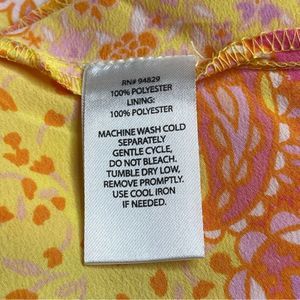 RN# 94829
100% POLYESTER
LINING:
100% POLYESTER
MACHINE WASH COLD
SEPARATELY
GENTLE CYCLE,
DO NOT BLEACH.
TUMBLE DRY LOW,
REMOVE PROMPTLY.
USE COOL IRON
IF NEEDED.